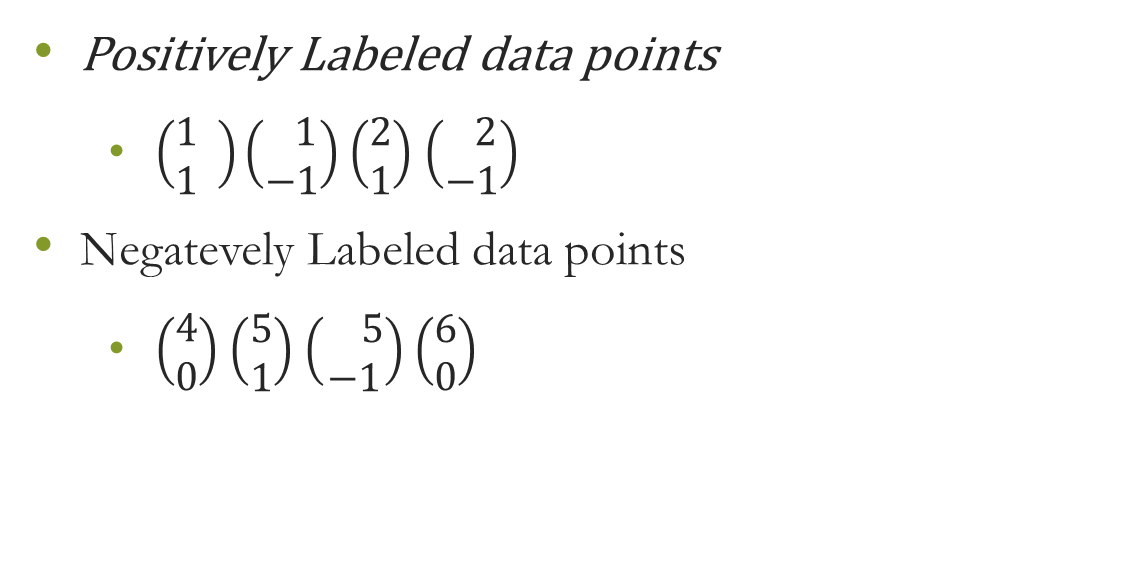 • Positively Labeled data points
• (1 1) (1 −1) (2 1) (2 −1)
• Negatevely Labeled data points
• (4 0) (5 1) (5 −1) (6 0)